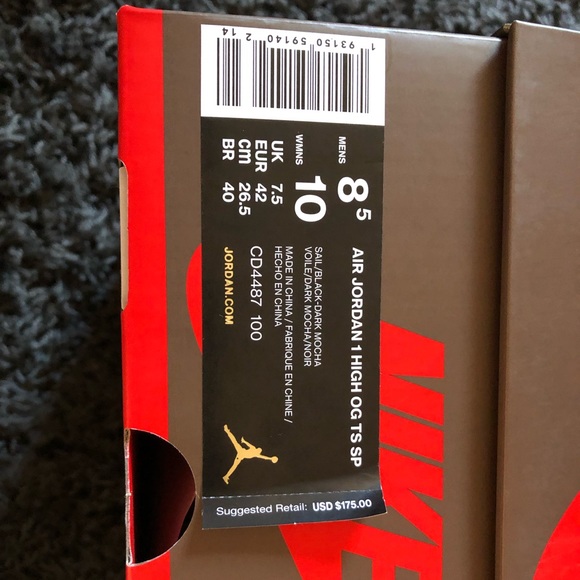 1 93150 59140 2 14
MENS
8 5
WMNS
10
UK 7.5
EUR 42
cm 26.5
BR 40
AIR JORDAN 1 HIGH OG TS SP
SAIL/BLACK-DARK MOCHA
VOILE/DARK MOCHA/NOIR
MADE IN CHINA / FABRIQUE EN CHINE /
HECHO EN CHINA
CD4487 100
JORDAN.COM
Suggested Retail: USD $175.00
NIKE